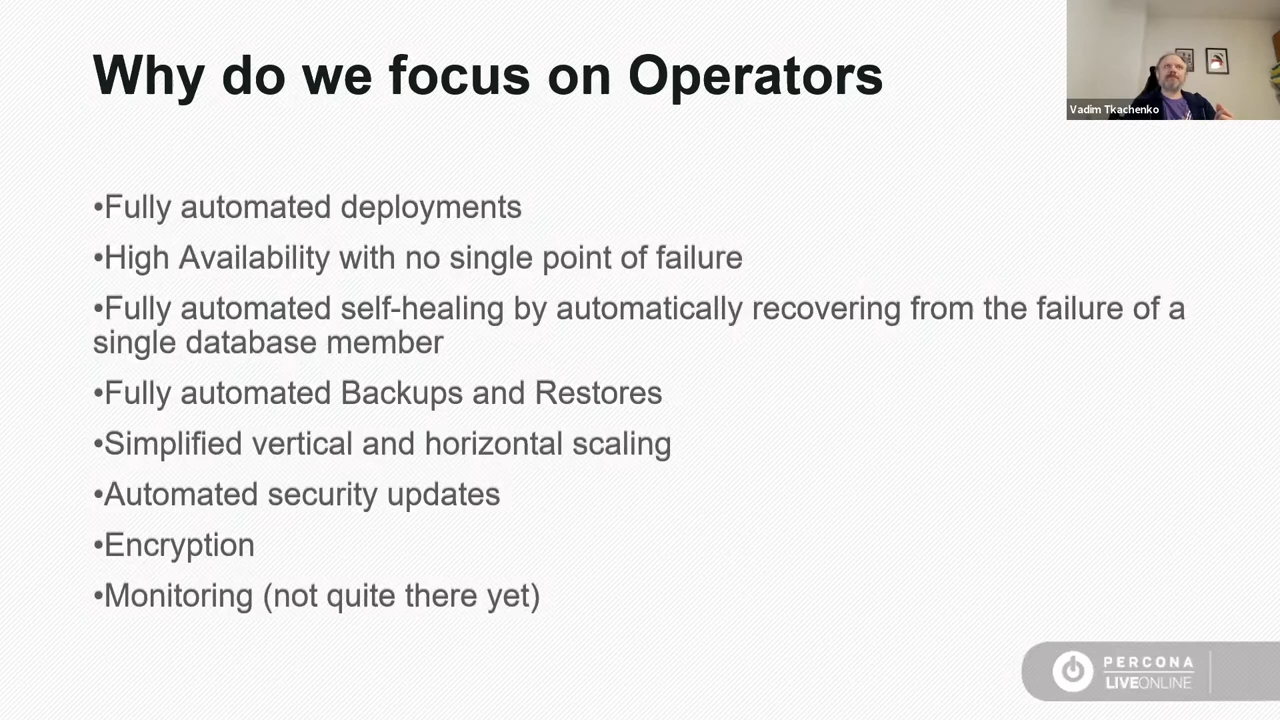 Why do we focus on Operators
Vadim Tkachenko
•Fully automated deployments
•High Availability with no single point of failure
•Fully automated self-healing by automatically recovering from the failure of a
single database member
•Fully automated Backups and Restores
•Simplified vertical and horizontal scaling
•Automated security updates
•Encryption
•Monitoring (not quite there yet)
PERCONA
LIVEONLINE